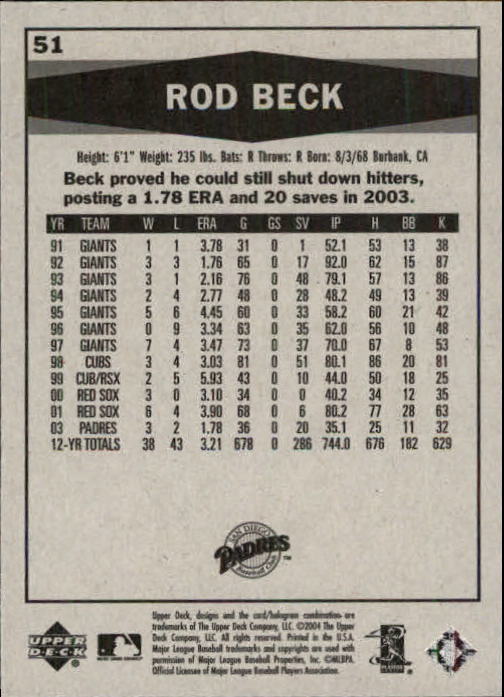 51
ROD BECK
Height: 6'1" Weight: 235 lbs. Bats: R Throws: R Born: 8/3/68 Burbank, CA
Beck proved he could still shut down hitters,
posting a 1.78 ERA and 20 saves in 2003.
YR TEAM W L ERA G GS SV IP H BB K
91 GIANTS 1 1 3.78 31 0 1 52.1 53 13 38
92 GIANTS 3 3 1.76 65 0 17 92.0 62 15 87
93 GIANTS 3 1 2.16 76 0 48 79.1 57 13 86
94 GIANTS 2 4 2.77 48 0 28 48.2 49 13 39
95 GIANTS 5 6 4.45 60 0 33 58.2 60 21 42
96 GIANTS 0 9 3.34 63 0 35 62.0 56 10 48
97 GIANTS 7 4 3.47 73 0 37 70.0 67 8 53
98 CUBS 3 4 3.03 81 0 51 80.1 86 20 81
99 CUB/RSX 2 5 5.93 43 0 10 44.0 50 18 25
00 RED SOX 3 0 3.10 34 0 0 40.2 34 12 35
01 RED SOX 6 4 3.90 68 0 6 80.2 77 28 63
03 PADRES 3 2 1.78 36 0 20 35.1 25 11 32
12-YR TOTALS 38 43 3.21 678 0 286 744.0 676 182 629
SAN DIEGO
PADRES
Baseball Club
Upper Deck, designs and the card/hologram combination are
trademarks of The Upper Deck Company, LLC. ©2004 The Upper
Deck Company, LLC. All rights reserved. Printed in the U.S.A.
Major League Baseball trademarks and copyrights are used with
permission of Major League Baseball Properties, Inc. ©MLBPA.
Official Licensee of Major League Baseball Players Association.
UPPER
DECK